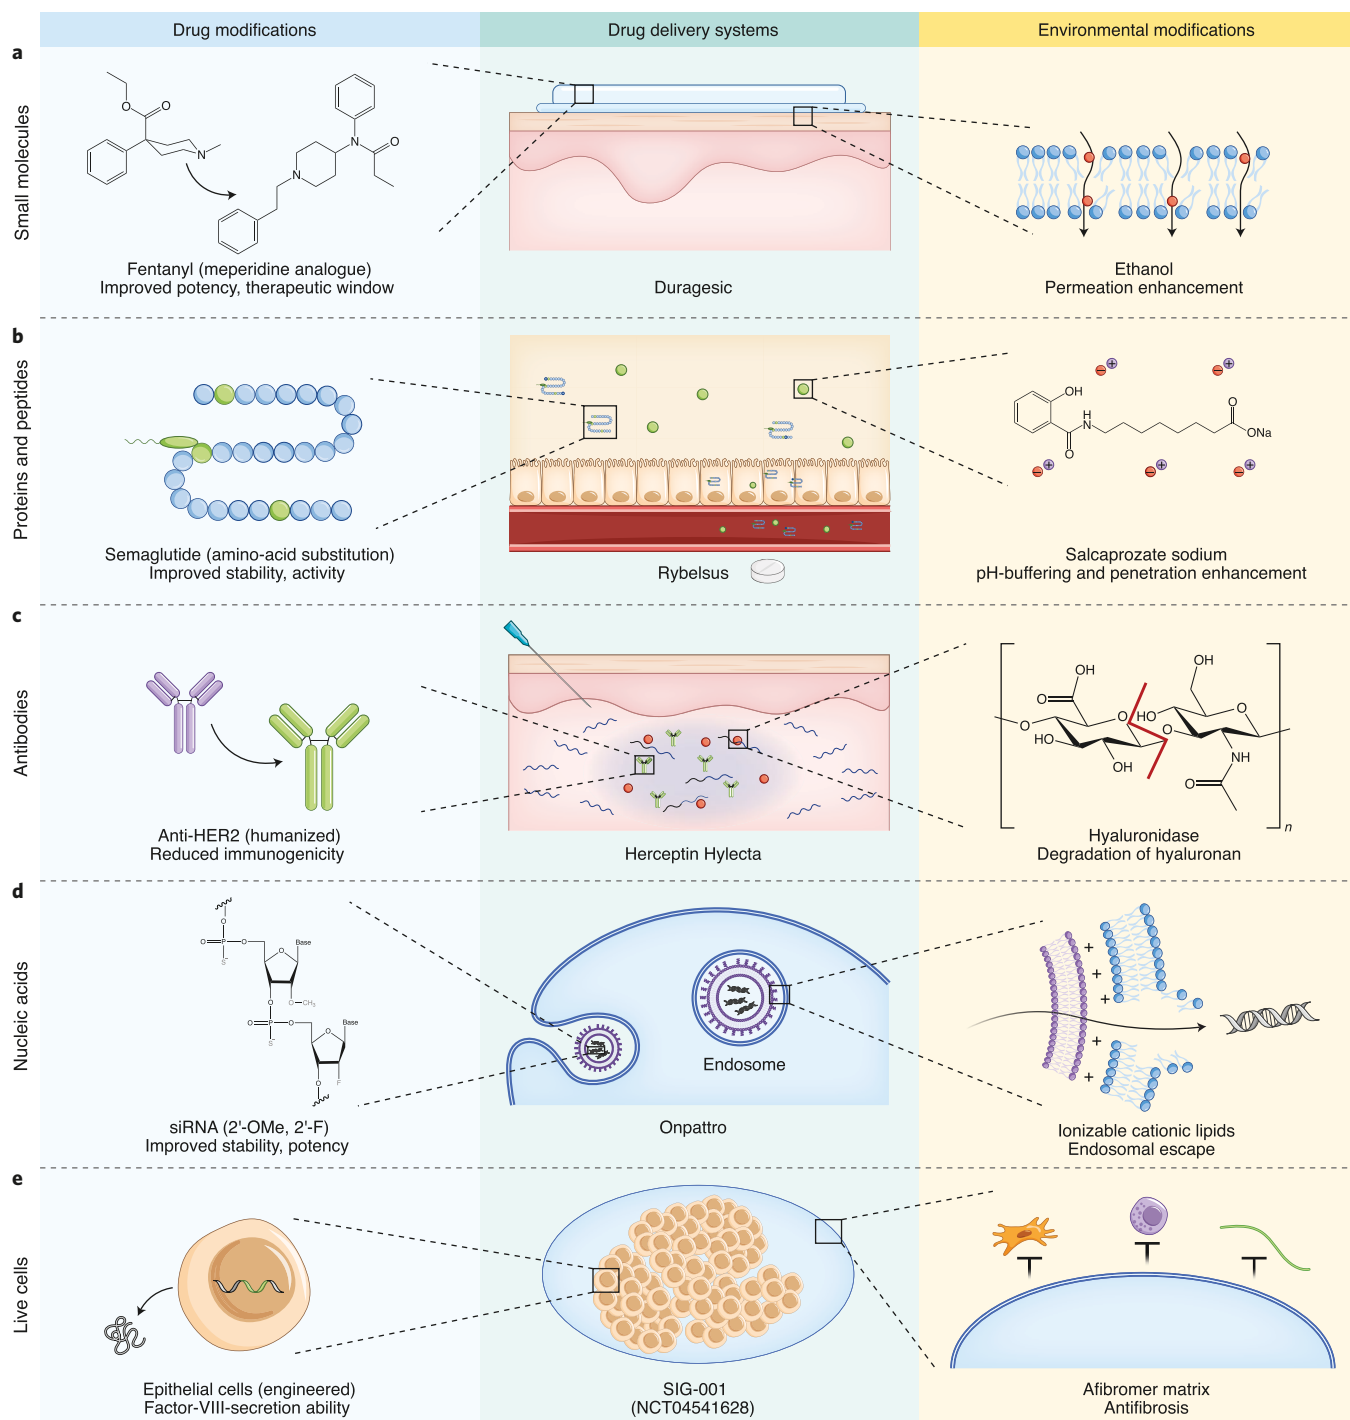 Drug modifications
Drug delivery systems
Environmental modifications
a
Small molecules
O
O
N
N
N
O
Fentanyl (meperidine analogue)
Improved potency, therapeutic window
Duragesic
Ethanol
Permeation enhancement
b
Proteins and peptides
Semaglutide (amino-acid substitution)
Improved stability, activity
Rybelsus
OH
H
N
O
O
ONa
Salcaprozate sodium
pH-buffering and penetration enhancement
c
Antibodies
Anti-HER2 (humanized)
Reduced immunogenicity
Herceptin Hylecta
OH
O
O
O
HO
OH
OH
HO
O
O
NH
O
n
Hyaluronidase
Degradation of hyaluronan
d
Nucleic acids
O
O
P
O
S-
O
Base
O
O
CH3
O
P
O
S-
O
Base
O
F
siRNA (2'-OMe, 2'-F)
Improved stability, potency
Endosome
Onpattro
+
+
+
+
+
Ionizable cationic lipids
Endosomal escape
e
Live cells
Epithelial cells (engineered)
Factor-VIII-secretion ability
SIG-001
(NCT04541628)
Afibromer matrix
Antifibrosis